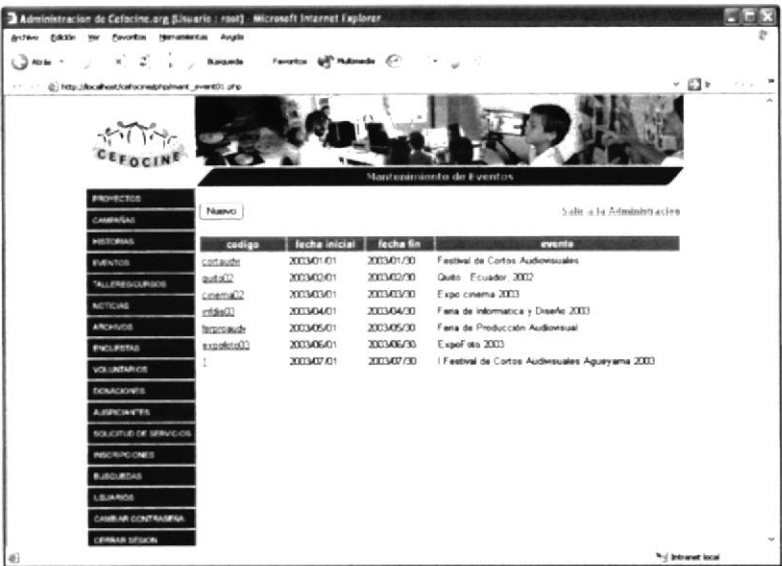 Administracion de Cefocine.org (Usuario : root) - Microsoft Internet Explorer
Archivo Edición Ver Favoritos Herramientas Ayuda
Atrás Búsqueda Favoritos Multimedia
http://localhost/cefocine/php/mant_event01.php
CEFOCINE
Mantenimiento de Eventos
PROYECTOS
CAMPAÑAS
HISTORIAS
EVENTOS
TALLERES/CURSOS
NOTICIAS
ARCHIVOS
ENCUESTAS
VOLUNTARIOS
DONACIONES
AUSPICIANTES
SOLICITUD DE SERVICIOS
INSCRIPCIONES
BUSQUEDAS
USUARIOS
CAMBIAR CONTRASEÑA
CERRAR SESION
Nuevo Salir a la Administracion
codigo fecha inicial fecha fin evento
cortaudvi 2003/01/01 2003/01/30 Festival de Cortos Audiovisuales
quito02 2003/02/01 2003/02/30 Quito - Ecuador, 2002
cinema02 2003/03/01 2003/03/30 Expo cinema 2003
infdis03 2003/04/01 2003/04/30 Feria de Informatica y Diseño 2003
ferproaudv 2003/05/01 2003/05/30 Feria de Producción Audiovisual
expofoto03 2003/06/01 2003/06/30 ExpoFoto 2003
1 2003/07/01 2003/07/30 I Festival de Cortos Audivisuales Agueyama 2003
Intranet local